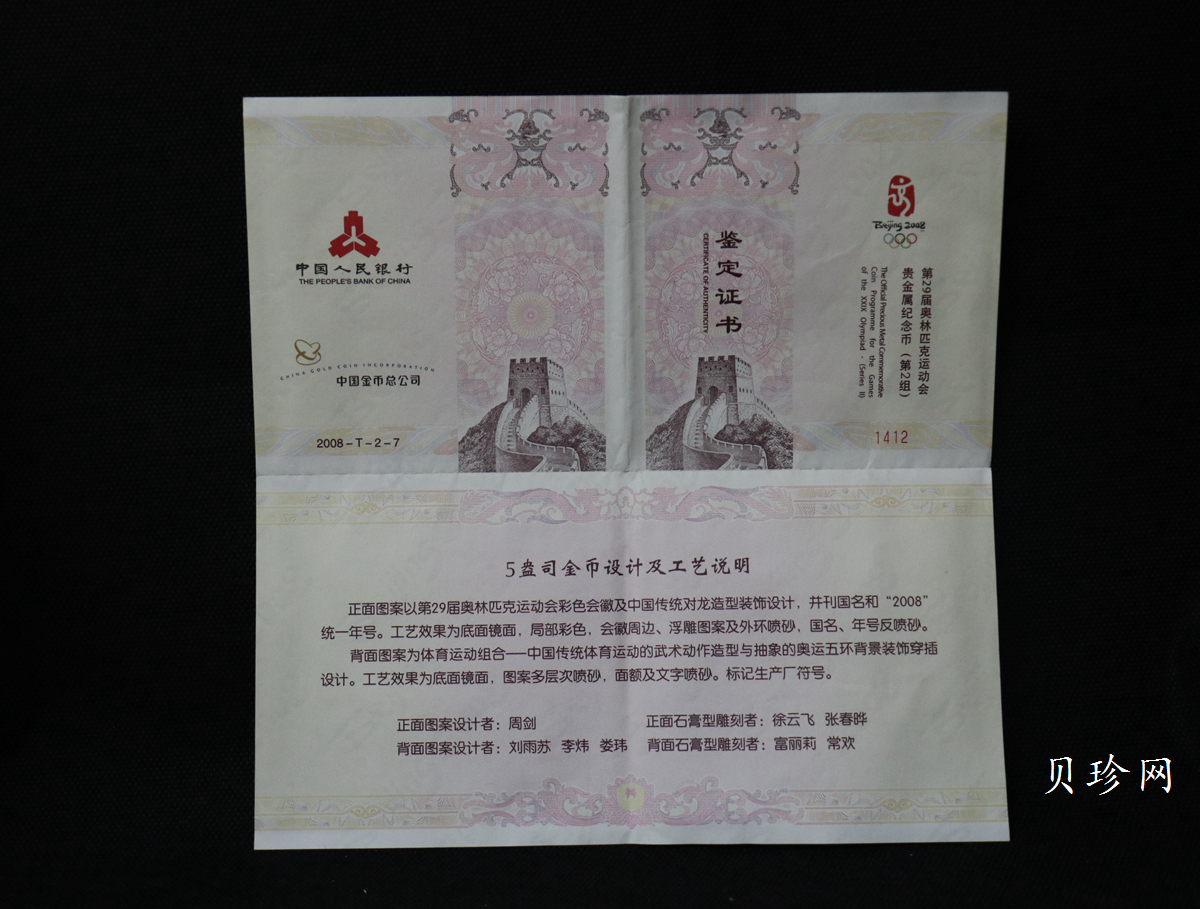 中国人民银行
THE PEOPLE'S BANK OF CHINA
CHINA GOLD COIN INCORPORATION
中国金币总公司
2008-T-2-7
鉴定证书
CERTIFICATE OF AUTHENTICITY
Beijing 2008
第29届奥林匹克运动会
贵金属纪念币（第2组）
The Official Precious Metal Commemorative
Coin Programme for the Games
of the XXIX Olympiad - (Series II)
1412
5盎司金币设计及工艺说明
正面图案以第29届奥林匹克运动会彩色会徽及中国传统对龙造型装饰设计，并刊国名和“2008”
统一年号。工艺效果为底面镜面，局部彩色，会徽周边、浮雕图案及外环喷砂，国名、年号反喷砂。
背面图案为体育运动组合—中国传统体育运动的武术动作造型与抽象的奥运五环背景装饰穿插
设计。工艺效果为底面镜面，图案多层次喷砂，面额及文字喷砂。标记生产厂符号。
正面图案设计者：周剑 正面石膏型雕刻者：徐云飞 张春晔
背面图案设计者：刘雨苏 李炜 娄玮 背面石膏型雕刻者：富丽莉 常欢
贝珍网